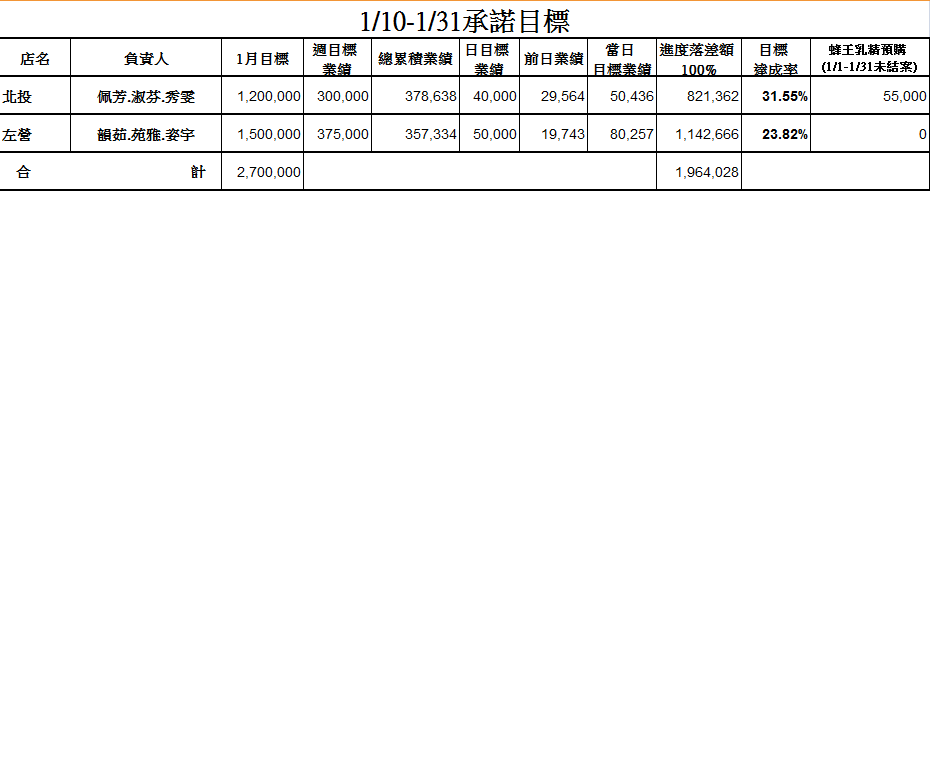 1/10-1/31承諾目標
店名 負責人 1月目標 週目標業績 總累積業績 日目標業績 前日業績 當日目標業績 進度落差額100% 目標達成率 蜂王乳精預購(1/1-1/31未結案)
北投 佩芳.淑芬.秀雯 1,200,000 300,000 378,638 40,000 29,564 50,436 821,362 31.55% 55,000
左營 韻茹.苑雅.姿宇 1,500,000 375,000 357,334 50,000 19,743 80,257 1,142,666 23.82% 0
合 計 2,700,000 1,964,028